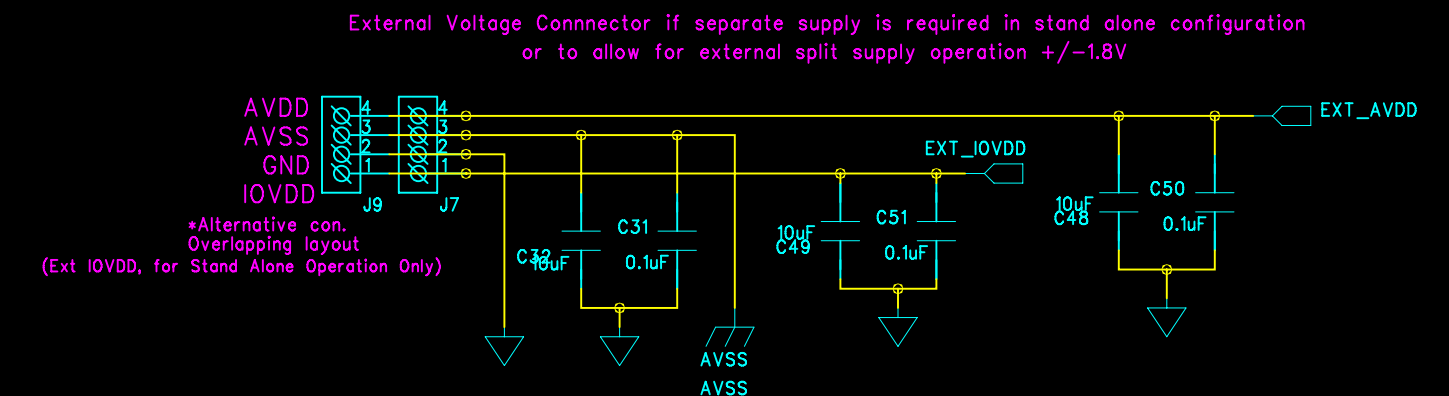 External Voltage Connnector if separate supply is required in stand alone configuration
or to allow for external split supply operation +/-1.8V
AVDD
AVSS
GND
IOVDD
4
3
2
1
J9
4
3
2
1
J7
*Alternative con.
Overlapping layout
(Ext IOVDD, for Stand Alone Operation Only)
C32
10uF
C31
0.1uF
AVSS
AVSS
EXT_IOVDD
10uF
C49
C51
0.1uF
EXT_AVDD
10uF
C48
C50
0.1uF